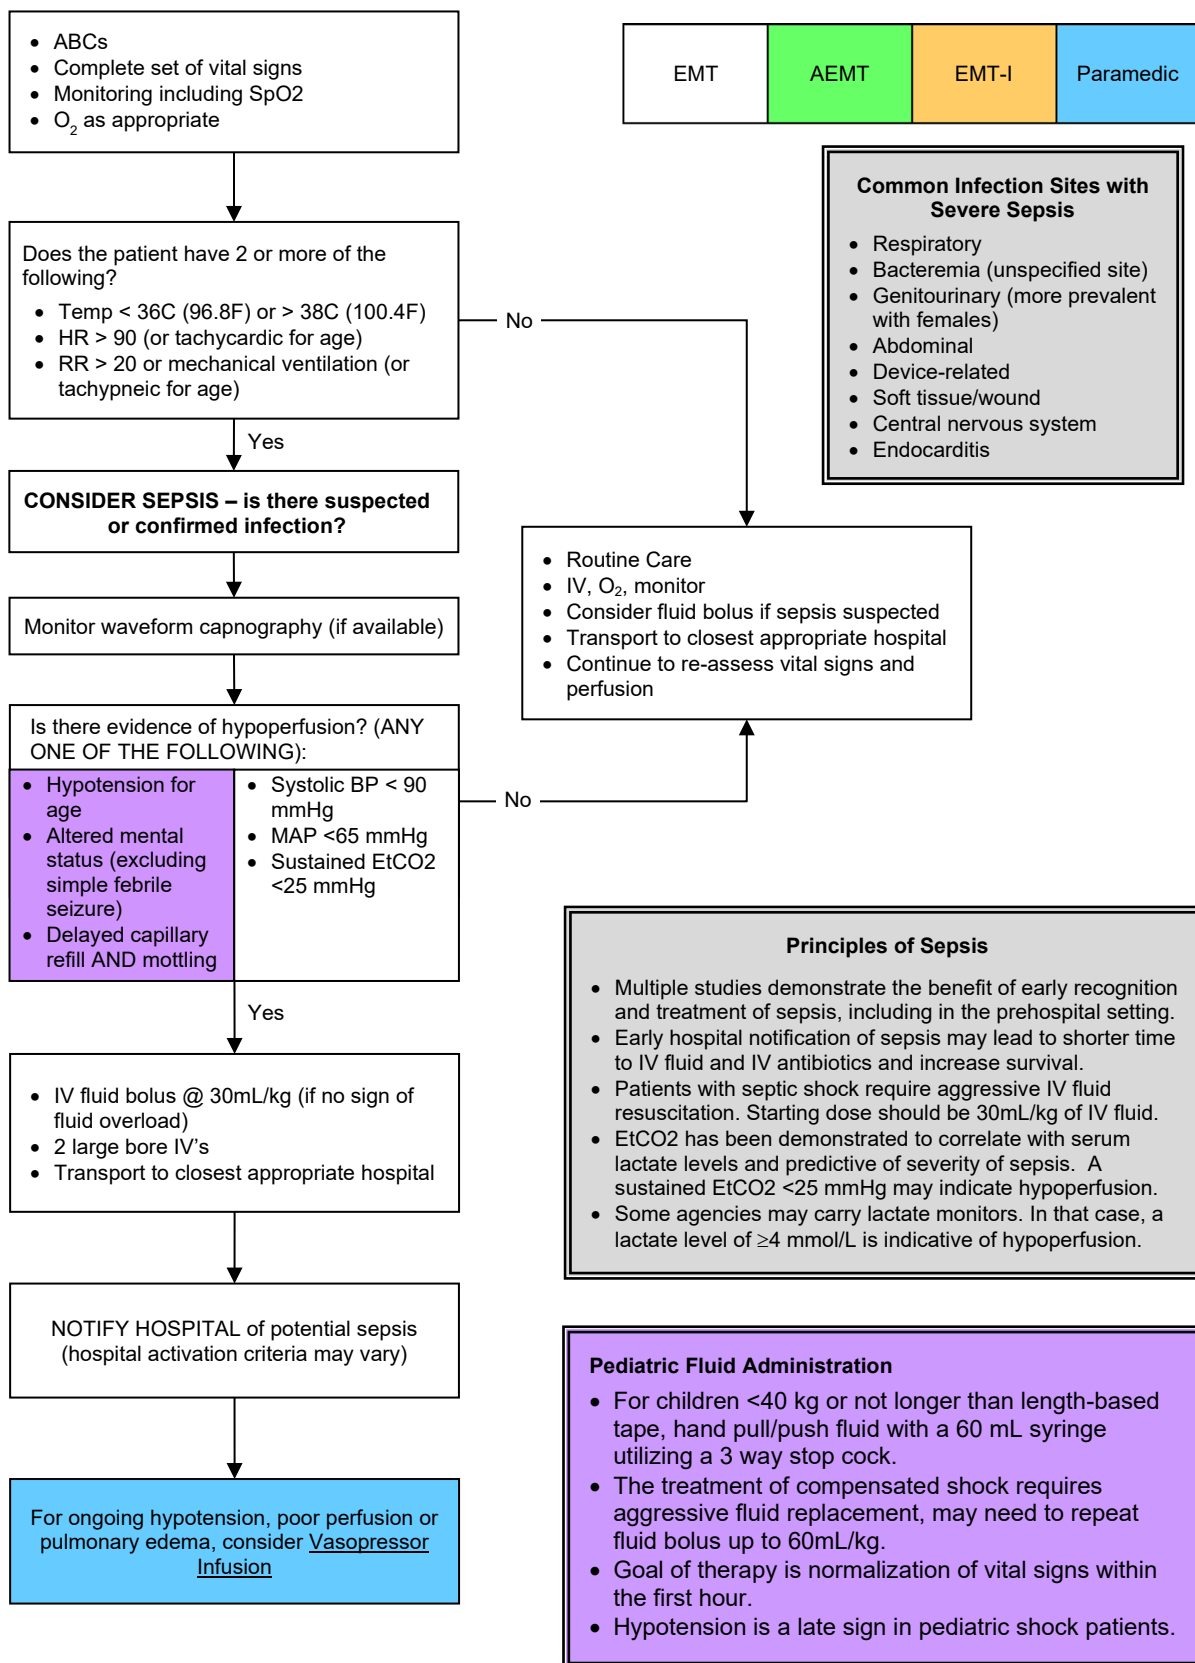 • ABCs
• Complete set of vital signs
• Monitoring including SpO2
• O2 as appropriate
EMT
AEMT
EMT-I
Paramedic
Common Infection Sites with
Severe Sepsis
• Respiratory
• Bacteremia (unspecified site)
• Genitourinary (more prevalent
with females)
• Abdominal
• Device-related
• Soft tissue/wound
• Central nervous system
• Endocarditis
Does the patient have 2 or more of the
following?
• Temp < 36C (96.8F) or > 38C (100.4F)
• HR > 90 (or tachycardic for age)
• RR > 20 or mechanical ventilation (or
tachypneic for age)
No
Yes
CONSIDER SEPSIS – is there suspected
or confirmed infection?
Monitor waveform capnography (if available)
• Routine Care
• IV, O₂, monitor
• Consider fluid bolus if sepsis suspected
• Transport to closest appropriate hospital
• Continue to re-assess vital signs and
perfusion
Is there evidence of hypoperfusion? (ANY
ONE OF THE FOLLOWING):
• Hypotension for
age
• Altered mental
status (excluding
simple febrile
seizure)
• Delayed capillary
refill AND mottling
• Systolic BP < 90
mmHg
• MAP <65 mmHg
• Sustained EtCO2
<25 mmHg
No
Yes
• IV fluid bolus @ 30mL/kg (if no sign of
fluid overload)
• 2 large bore IV’s
• Transport to closest appropriate hospital
Principles of Sepsis
• Multiple studies demonstrate the benefit of early recognition
and treatment of sepsis, including in the prehospital setting.
• Early hospital notification of sepsis may lead to shorter time
to IV fluid and IV antibiotics and increase survival.
• Patients with septic shock require aggressive IV fluid
resuscitation. Starting dose should be 30mL/kg of IV fluid.
• EtCO2 has been demonstrated to correlate with serum
lactate levels and predictive of severity of sepsis.  A
sustained EtCO2 <25 mmHg may indicate hypoperfusion.
• Some agencies may carry lactate monitors. In that case, a
lactate level of ≥4 mmol/L is indicative of hypoperfusion.
NOTIFY HOSPITAL of potential sepsis
(hospital activation criteria may vary)
For ongoing hypotension, poor perfusion or
pulmonary edema, consider Vasopressor
Infusion
Pediatric Fluid Administration
• For children <40 kg or not longer than length-based
tape, hand pull/push fluid with a 60 mL syringe
utilizing a 3 way stop cock.
• The treatment of compensated shock requires
aggressive fluid replacement, may need to repeat
fluid bolus up to 60mL/kg.
• Goal of therapy is normalization of vital signs within
the first hour.
• Hypotension is a late sign in pediatric shock patients.